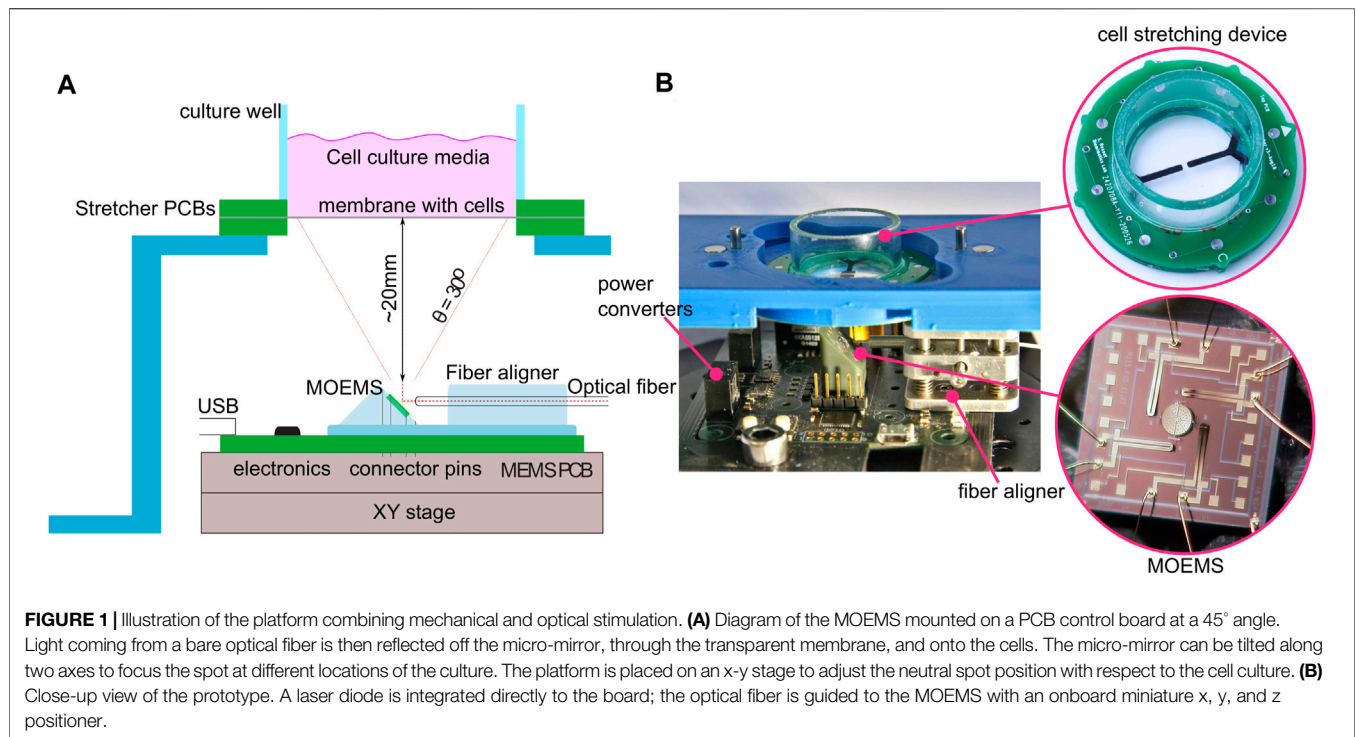 A
culture well
Cell culture media
membrane with cells
Stretcher PCBs
~20mm
θ = 30º
MOEMS
Fiber aligner
Optical fiber
USB
electronics
connector pins
MEMS PCB
XY stage
B
cell stretching device
power
converters
fiber aligner
MOEMS
FIGURE 1 | Illustration of the platform combining mechanical and optical stimulation. (A) Diagram of the MOEMS mounted on a PCB control board at a 45° angle.
Light coming from a bare optical fiber is then reflected off the micro-mirror, through the transparent membrane, and onto the cells. The micro-mirror can be tilted along
two axes to focus the spot at different locations of the culture. The platform is placed on an x-y stage to adjust the neutral spot position with respect to the cell culture. (B)
Close-up view of the prototype. A laser diode is integrated directly to the board; the optical fiber is guided to the MOEMS with an onboard miniature x, y, and z
positioner.